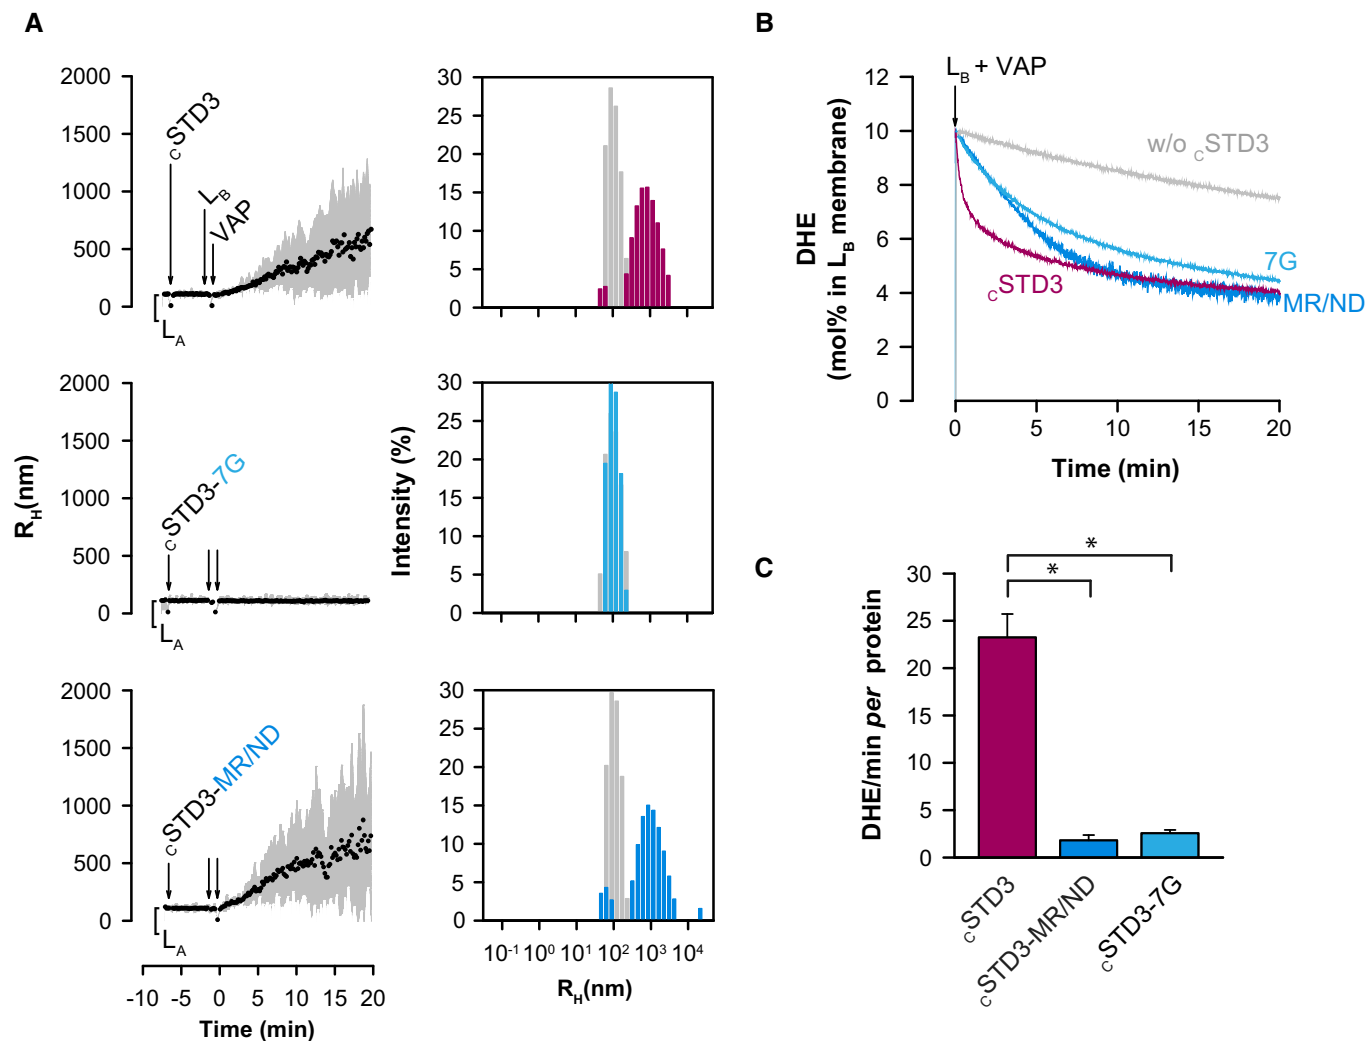 A
2000
1500
1000
500
0
cSTD3
LB
VAP
LA
30
25
20
15
10
5
0
2000
1500
1000
500
0
cSTD3-7G
LA
RH(nm)
Intensity (%)
30
25
20
15
10
5
0
2000
1500
1000
500
0
cSTD3-MR/ND
LA
-10 -5 0 5 10 15 20
Time (min)
30
25
20
15
10
5
0
10-1 100 101 102 103 104
RH(nm)
B
LB + VAP
DHE
(mol% in LB membrane)
12
10
8
6
4
2
0
w/o cSTD3
7G
cSTD3
MR/ND
0 5 10 15 20
Time (min)
C
DHE/min per protein
30
25
20
15
10
5
0
*
*
cSTD3
cSTD3-MR/ND
cSTD3-7G